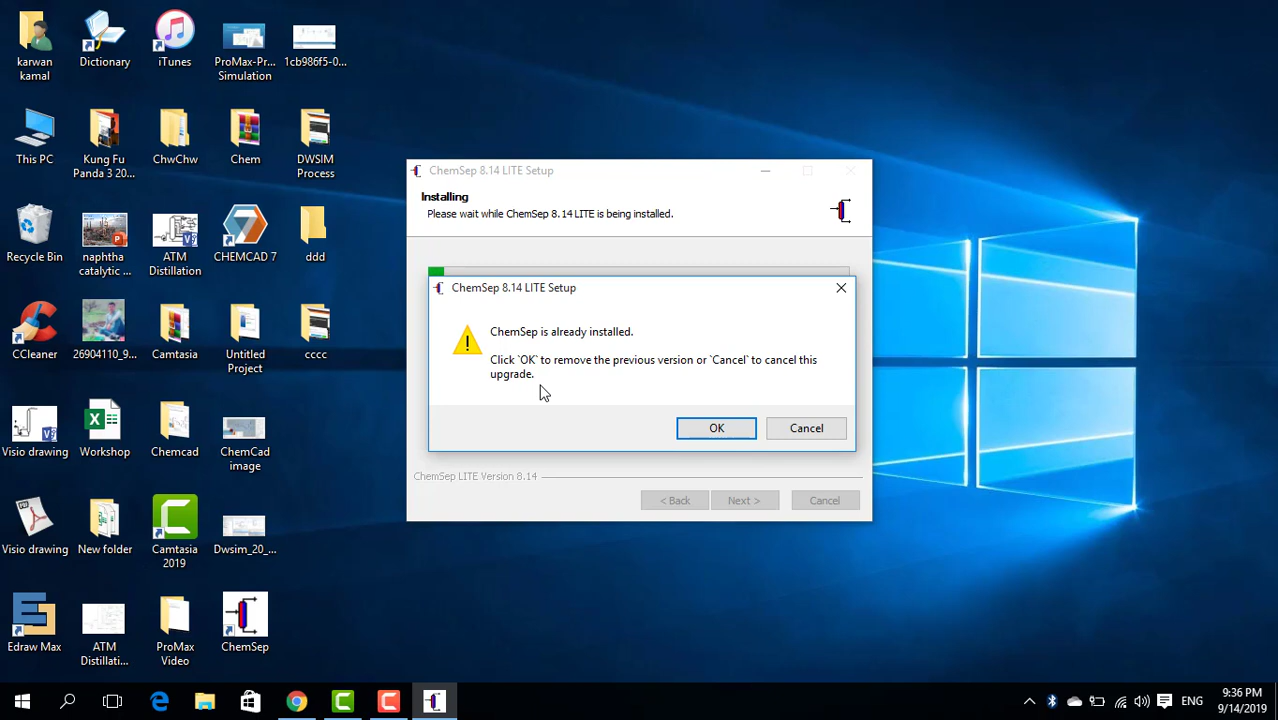 karwan
kamal
Dictionary
iTunes
ProMax-Pr...
Simulation
1cb986f5-0...
This PC
Kung Fu
Panda 3 20...
ChwChw
Chem
DWSIM
Process
Recycle Bin
naphtha
catalytic ...
ATM
Distillation
CHEMCAD 7
ddd
CCleaner
26904110_9...
Camtasia
Untitled
Project
cccc
Visio drawing
Workshop
Chemcad
ChemCad
image
Visio drawing
New folder
Camtasia
2019
Dwsim_20_...
Edraw Max
ATM
Distillati...
ProMax
Video
ChemSep
ChemSep 8.14 LITE Setup
Installing
Please wait while ChemSep 8.14 LITE is being installed.
ChemSep 8.14 LITE Setup
ChemSep is already installed.
Click `OK` to remove the previous version or `Cancel` to cancel this
upgrade.
OK
Cancel
ChemSep LITE Version 8.14
< Back
Next >
Cancel
ENG
9:36 PM
9/14/2019